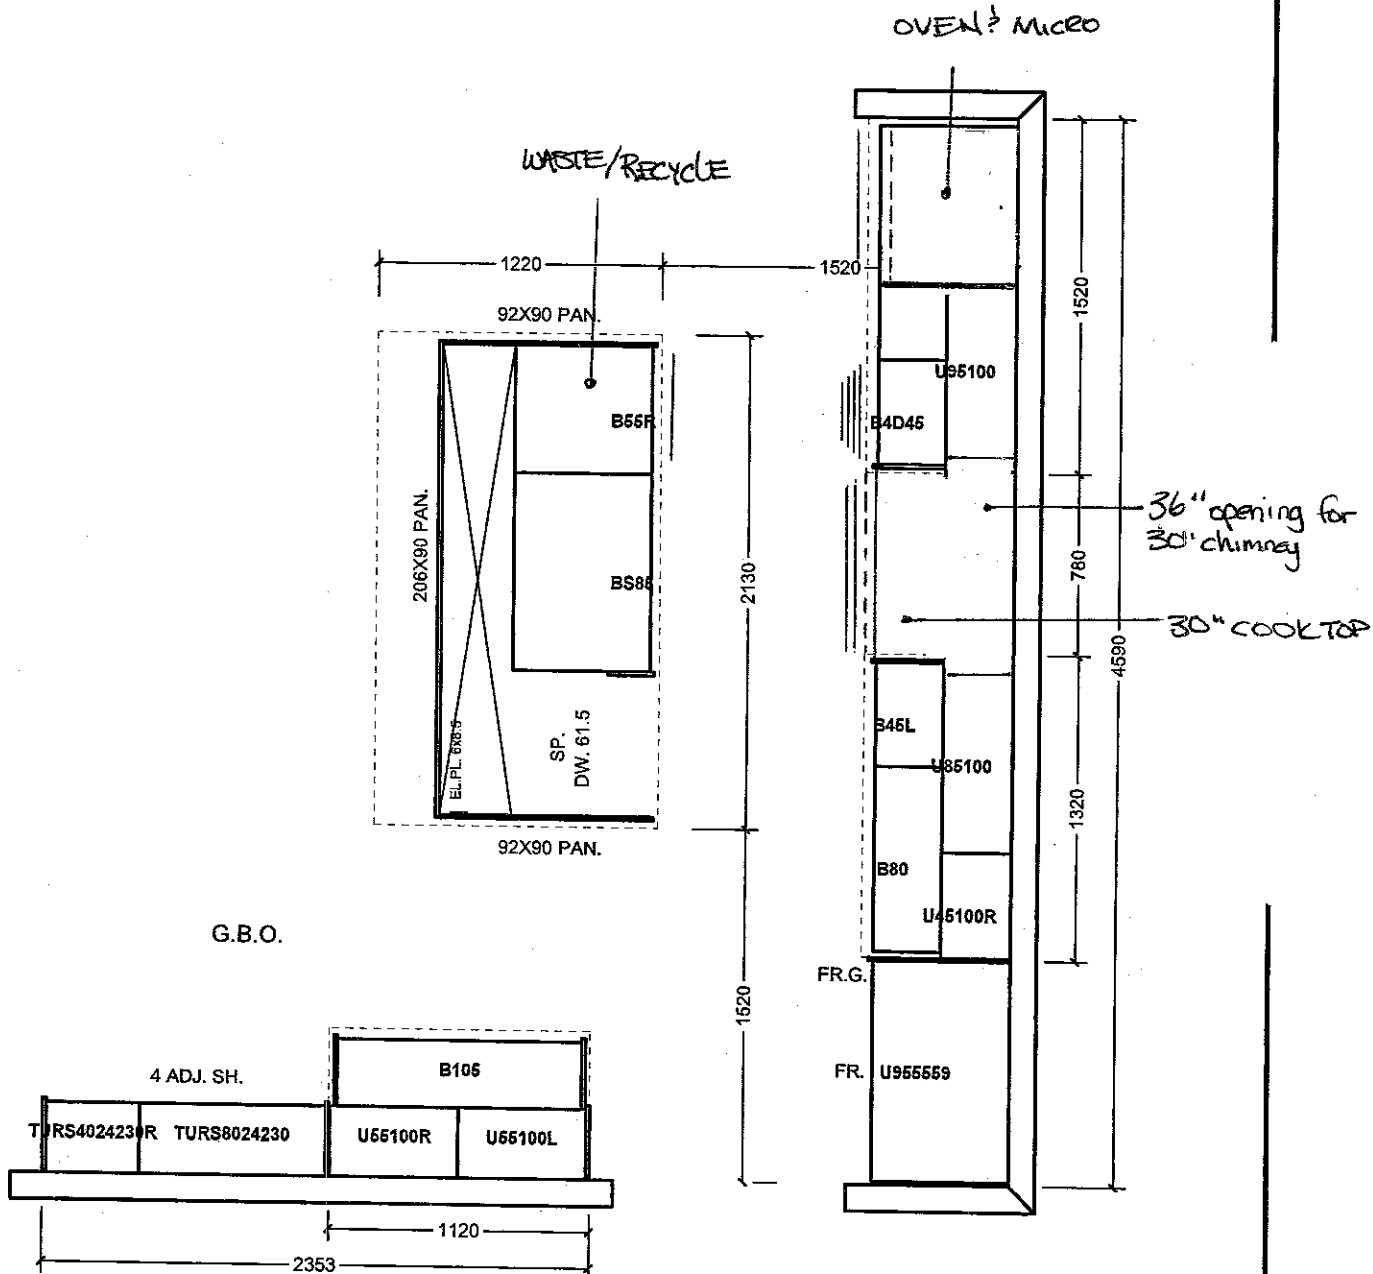 OVEN & MICRO
WASTE/RECYCLE
1220
1520
92X90 PAN.
1520
U95100
B55R
B4D45
36" opening for
30" chimney
206X90 PAN.
780
2130
BS88
30" COOKTOP
4590
B45L
EL.PL. 6x8.5
SP.
DW. 61.5
U85100
1320
92X90 PAN.
B80
U45100R
G.B.O.
FR.G.
1520
4 ADJ. SH.
B105
FR.
U955559
TURS4024230R
TURS8024230
U55100R
U55100L
1120
2353